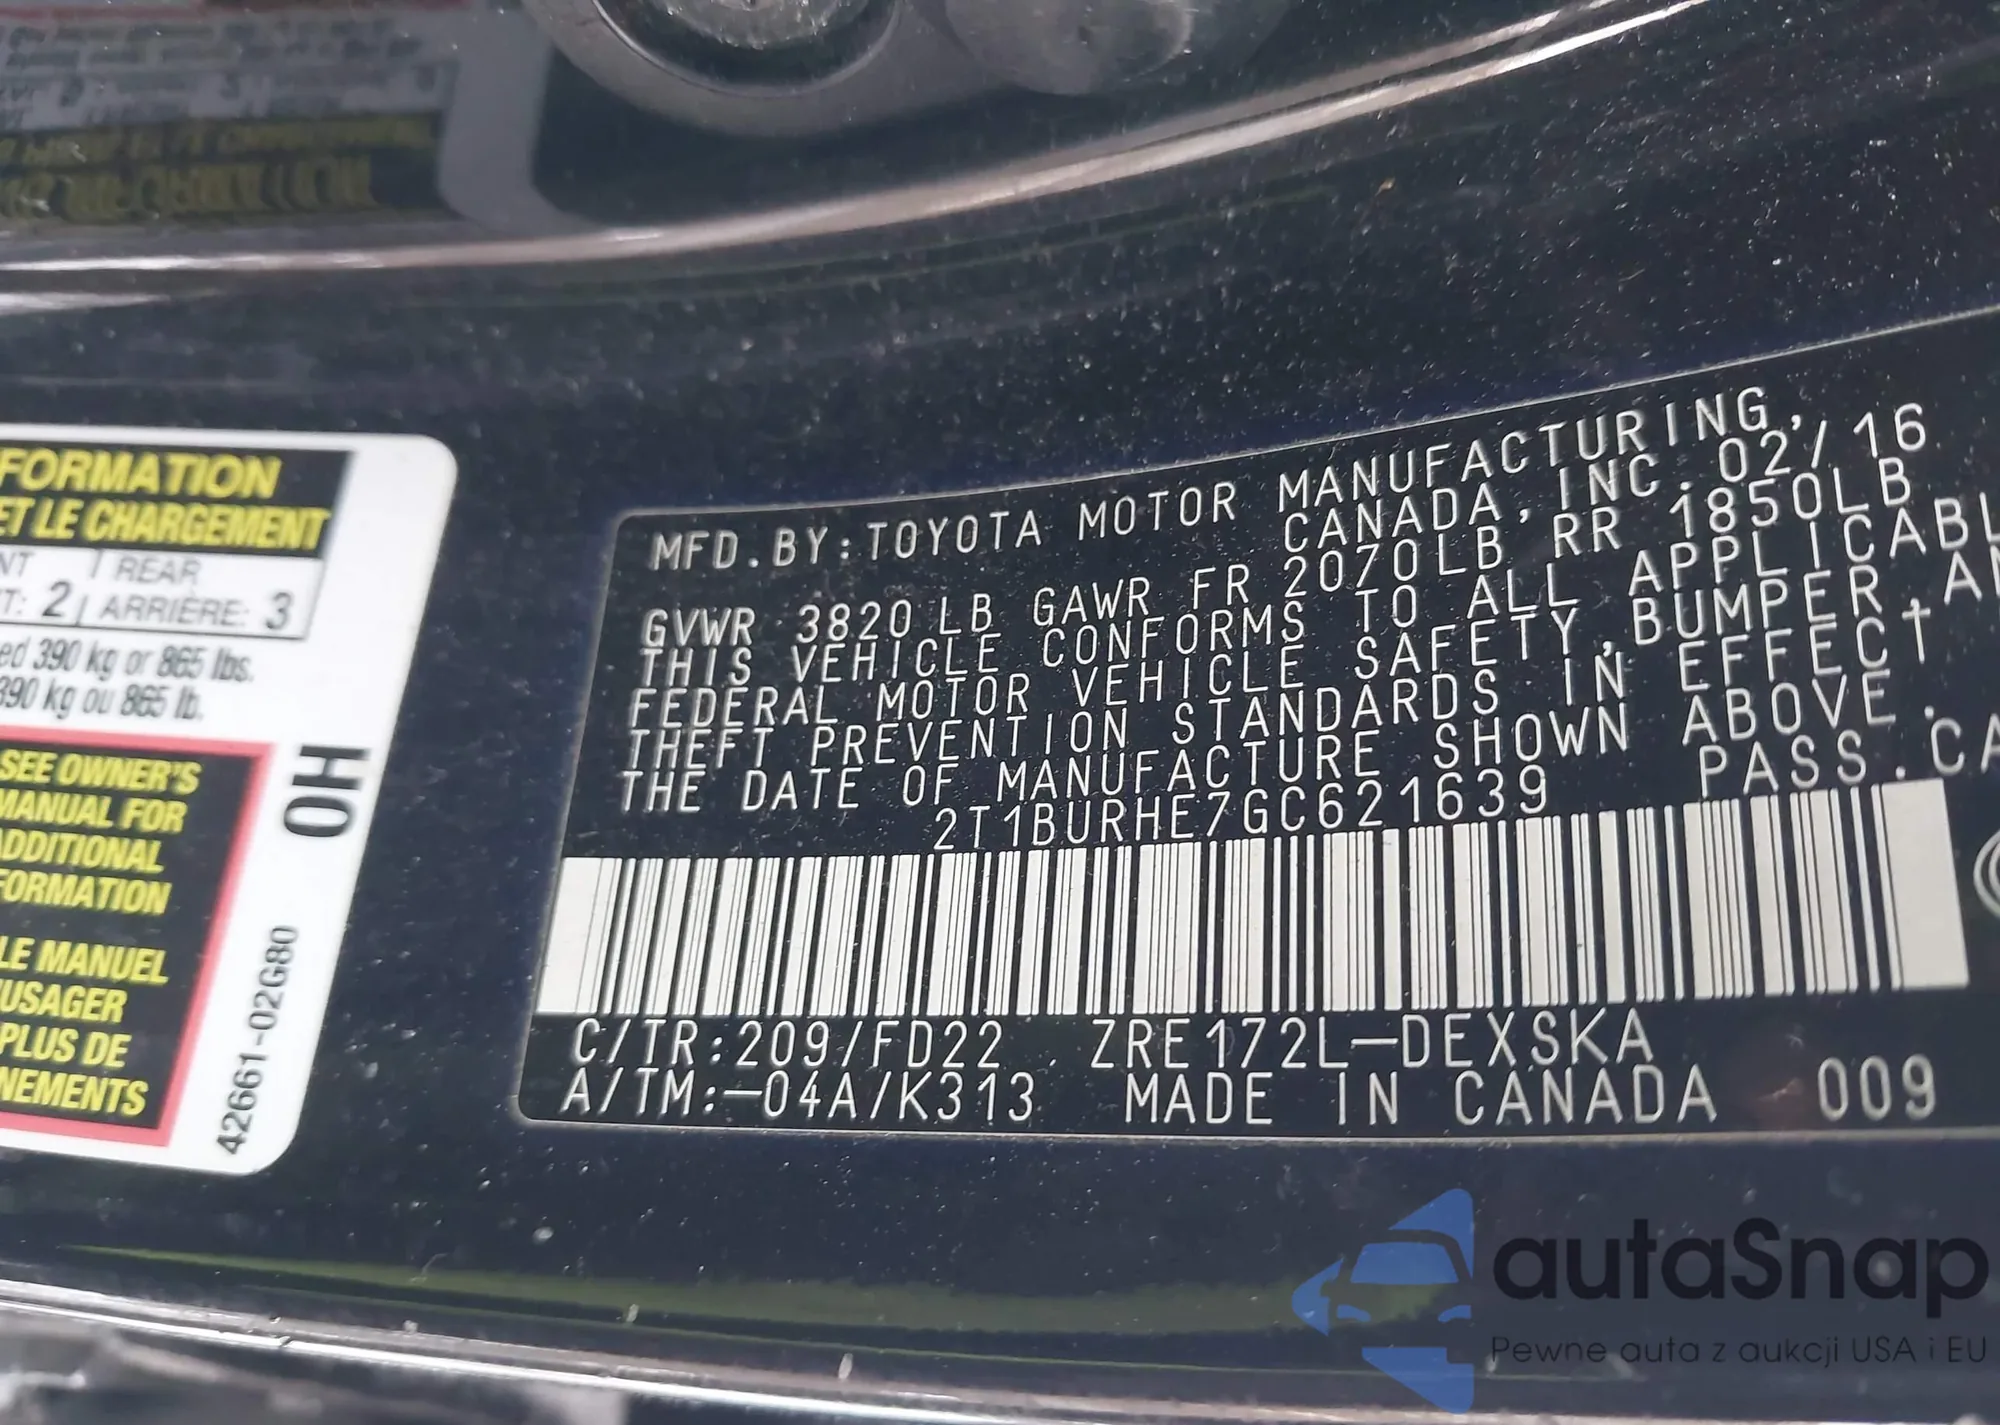 FORMATION
ET LE CHARGEMENT
NT | REAR
T: 2 | ARRIÈRE: 3
ed 390 kg or 865 lbs.
390 kg ou 865 lb.
SEE OWNER'S
MANUAL FOR
ADDITIONAL
FORMATION
LE MANUEL
'USAGER
PLUS DE
NEMENTS
0H
42661-02G80
MFD.BY:TOYOTA MOTOR MANUFACTURING,
CANADA, INC. 02/16
GVWR 3820LB GAWR FR 2070LB RR 1850LB
THIS VEHICLE CONFORMS TO ALL APPLICABL
FEDERAL MOTOR VEHICLE SAFETY, BUMPER, AN
THEFT PREVENTION STANDARDS IN EFFECT
THE DATE OF MANUFACTURE SHOWN ABOVE.
2T1BURHE7GC621639 PASS.CA
C/TR:209/FD22 ZRE172L-DEXSKA
A/TM:-04A/K313 MADE IN CANADA 009
autaSnap
Pewne auta z aukcji USA i EU